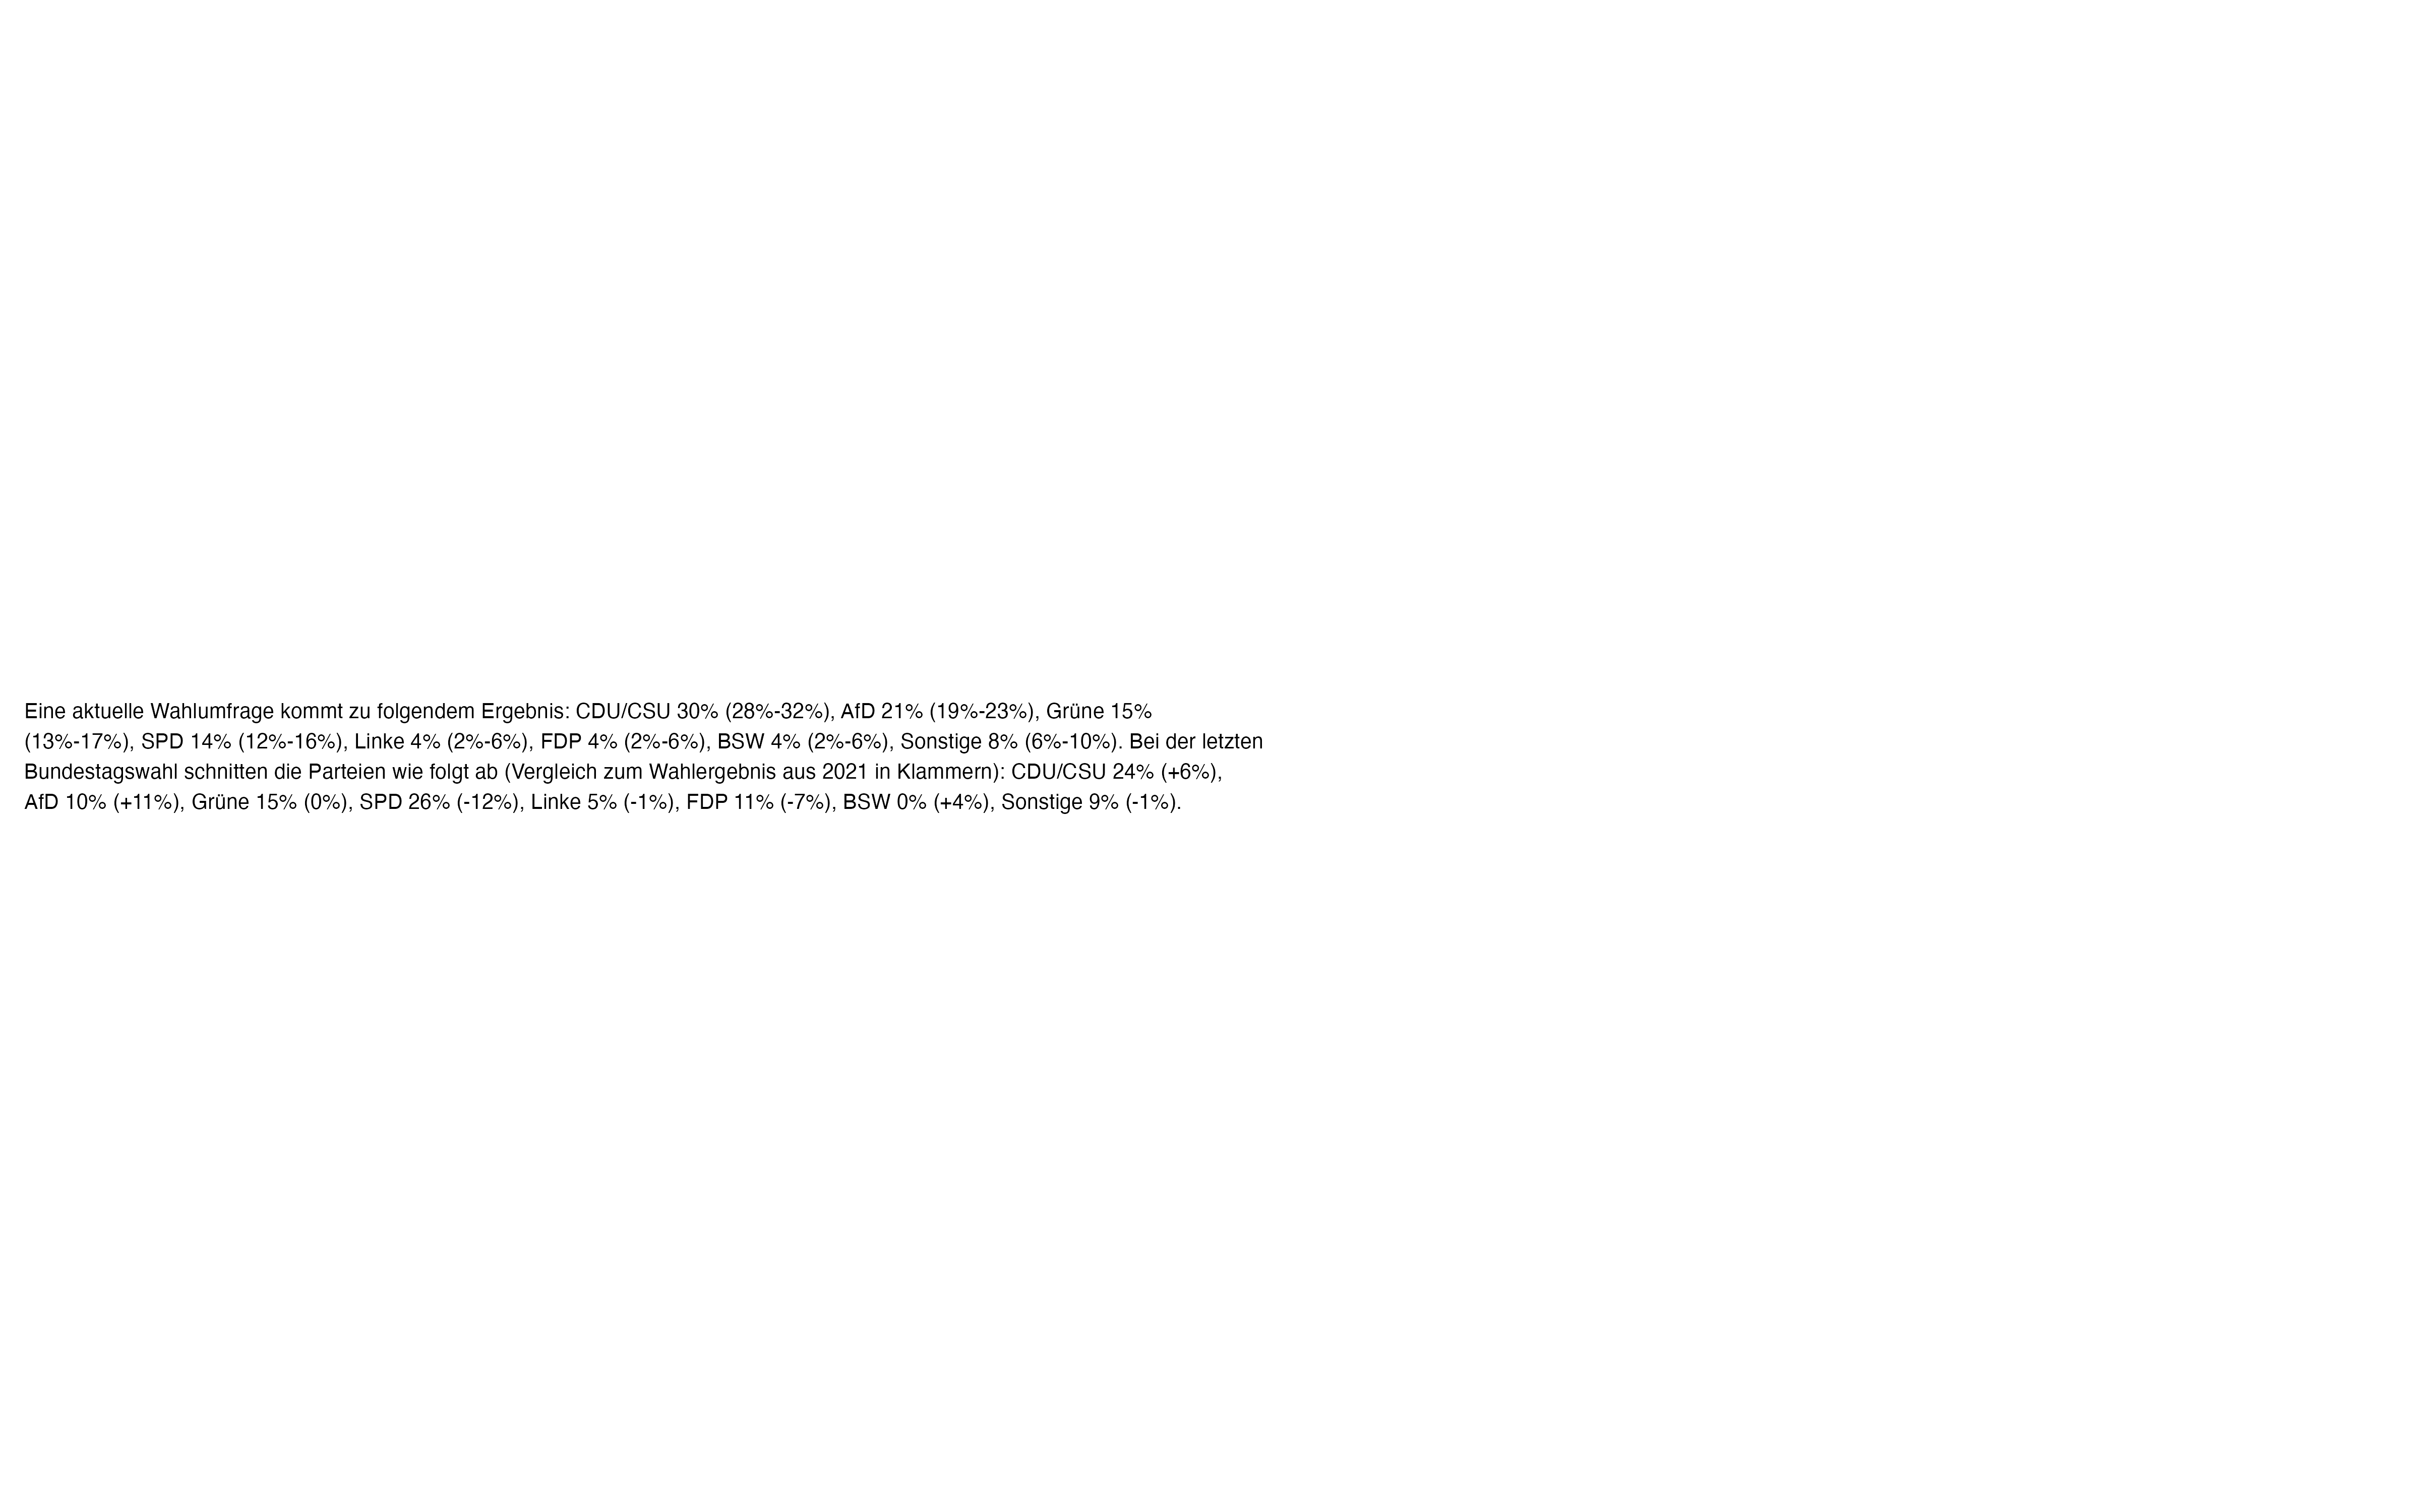 Eine aktuelle Wahlumfrage kommt zu folgendem Ergebnis: CDU/CSU 30% (28%-32%), AfD 21% (19%-23%), Grüne 15%
(13%-17%), SPD 14% (12%-16%), Linke 4% (2%-6%), FDP 4% (2%-6%), BSW 4% (2%-6%), Sonstige 8% (6%-10%). Bei der letzten
Bundestagswahl schnitten die Parteien wie folgt ab (Vergleich zum Wahlergebnis aus 2021 in Klammern): CDU/CSU 24% (+6%),
AfD 10% (+11%), Grüne 15% (0%), SPD 26% (-12%), Linke 5% (-1%), FDP 11% (-7%), BSW 0% (+4%), Sonstige 9% (-1%).